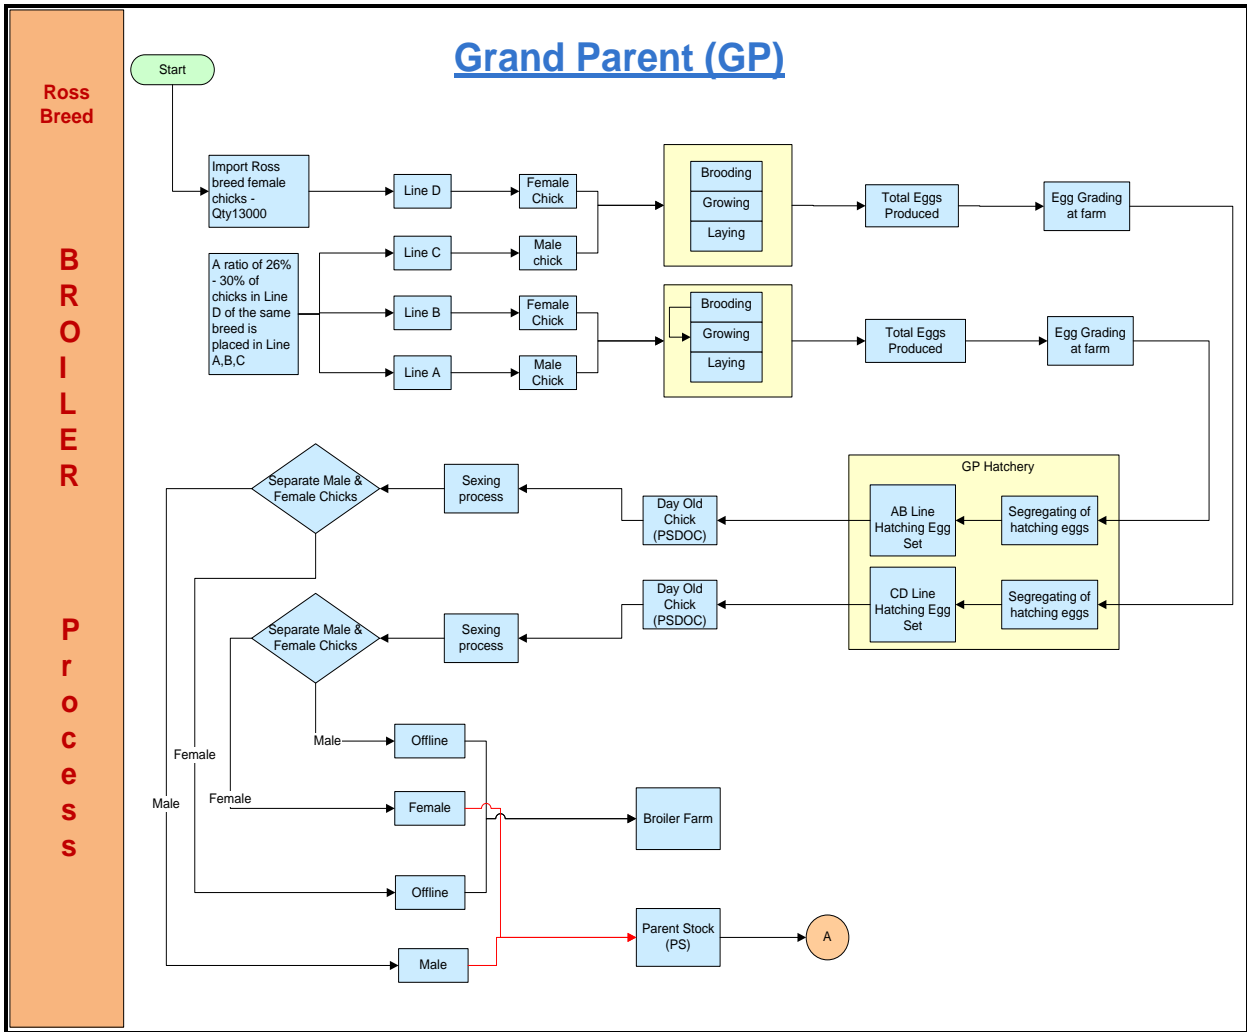 Grand Parent (GP)
Ross
Breed
B
R
O
I
L
E
R
P
r
o
c
e
s
s
Start
Import Ross
breed female
chicks -
Qty13000
Line D
Female
Chick
Brooding
Growing
Laying
Total Eggs
Produced
Egg Grading
at farm
A ratio of 26%
- 30% of
chicks in Line
D of the same
breed is
placed in Line
A,B,C
Line C
Male
chick
Line B
Female
Chick
Line A
Male
Chick
Brooding
Growing
Laying
Total Eggs
Produced
Egg Grading
at farm
GP Hatchery
Separate Male &
Female Chicks
Sexing
process
Day Old
Chick
(PSDOC)
AB Line
Hatching Egg
Set
Segregating of
hatching eggs
Separate Male &
Female Chicks
Sexing
process
Day Old
Chick
(PSDOC)
CD Line
Hatching Egg
Set
Segregating of
hatching eggs
Male
Offline
Female
Male
Female
Female
Broiler Farm
Offline
Parent Stock
(PS)
A
Male